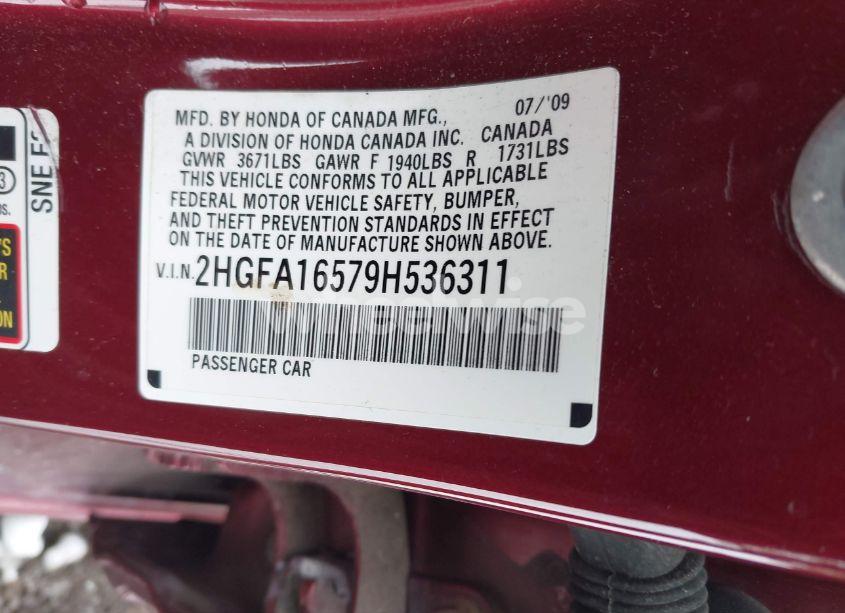 MFD. BY HONDA OF CANADA MFG., 07/'09
A DIVISION OF HONDA CANADA INC. CANADA
GVWR 3671LBS GAWR F 1940LBS R 1731LBS
THIS VEHICLE CONFORMS TO ALL APPLICABLE
FEDERAL MOTOR VEHICLE SAFETY, BUMPER,
AND THEFT PREVENTION STANDARDS IN EFFECT
ON THE DATE OF MANUFACTURE SHOWN ABOVE.
V.I.N. 2HGFA16579H536311
wheelwise
PASSENGER CAR